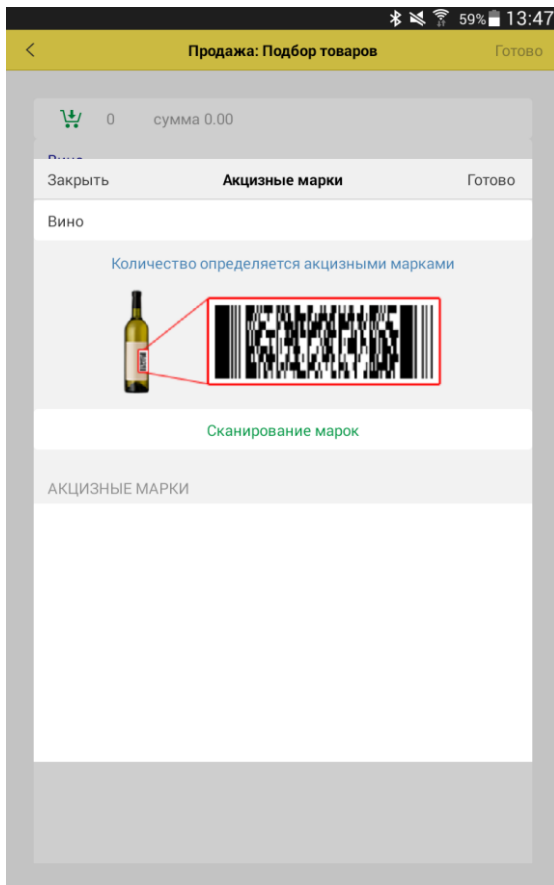 59% 13:47
Продажа: Подбор товаров Готово
0 сумма 0.00
Вино
Закрыть Акцизные марки Готово
Вино
Количество определяется акцизными марками
Сканирование марок
АКЦИЗНЫЕ МАРКИ